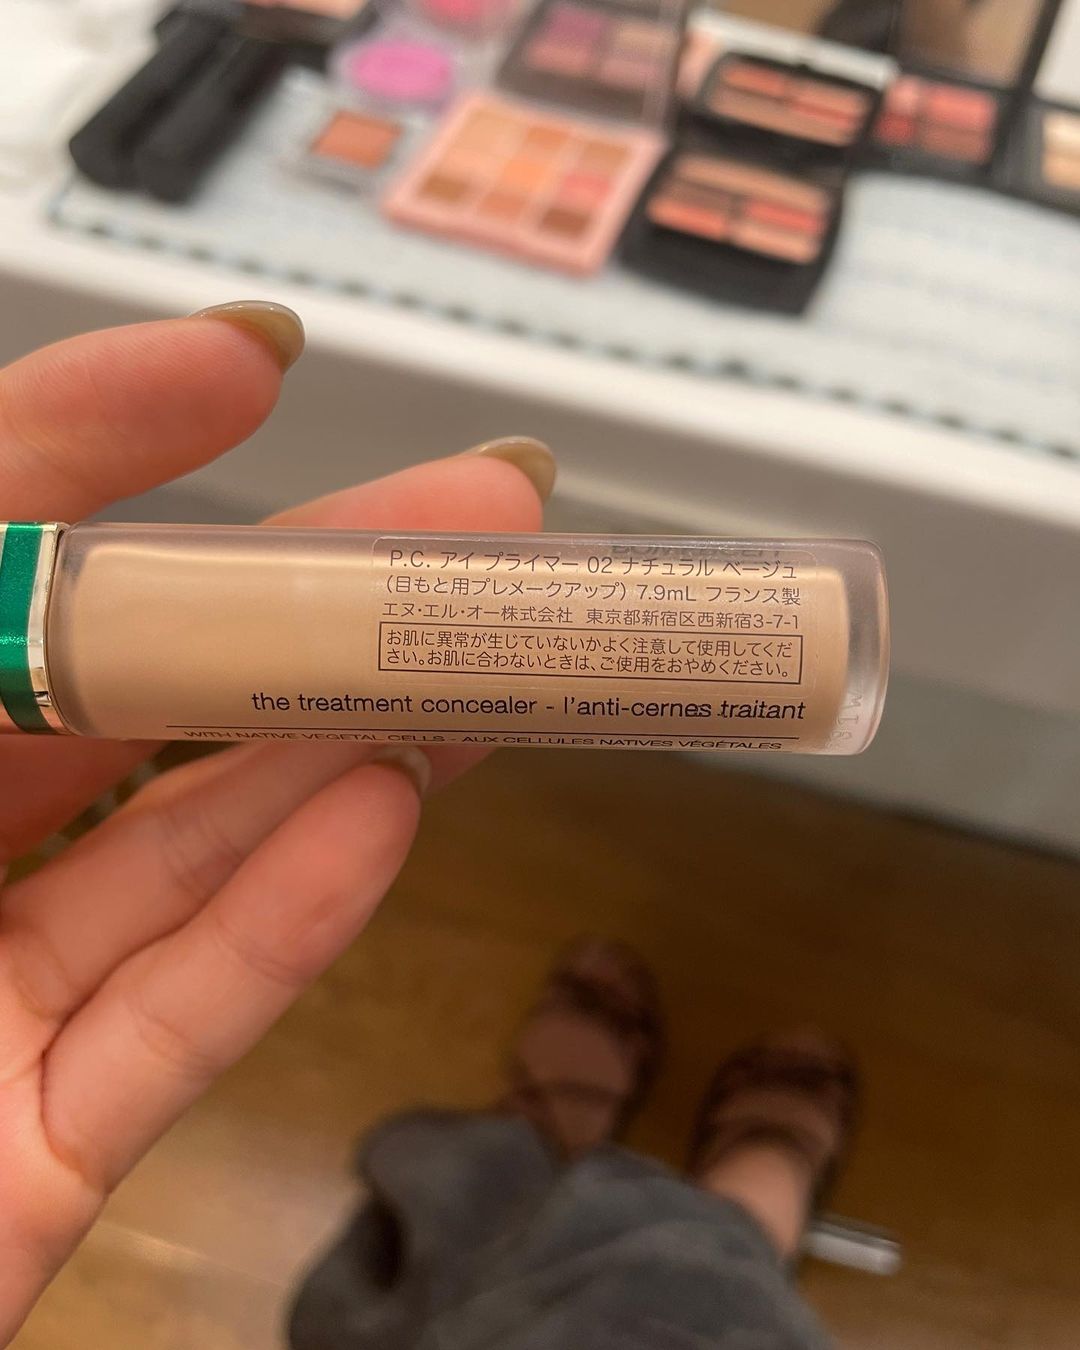 P.C. アイ プライマー 02 ナチュラル ベージュ
(目もと用プレメークアップ) 7.9mL フランス製
エヌ・エル・オー株式会社 東京都新宿区西新宿3-7-1
お肌に異常が生じていないかよく注意して使用してくだ
さい。お肌に合わないときは、ご使用をおやめください。
the treatment concealer - l'anti-cernes traitant
WITH NATIVE VEGETAL CELLS - AUX CELLULES NATIVES VÉGÉTALES